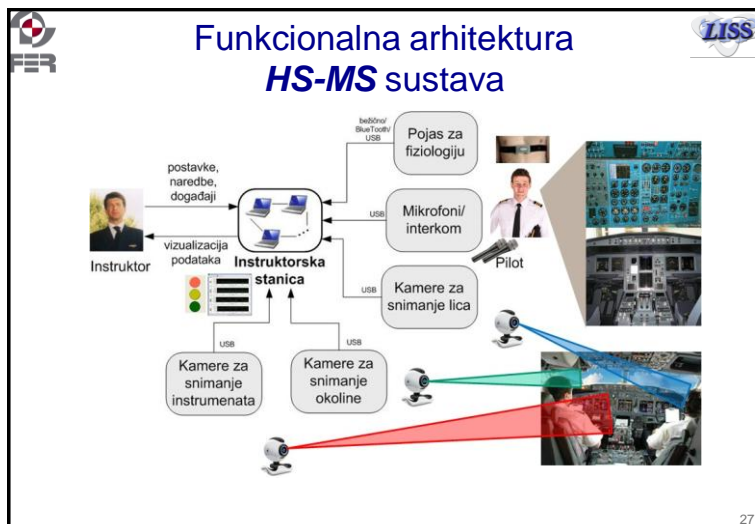 FER
Funkcionalna arhitektura
HS-MS sustava
LISS
bežično/
BlueTooth/
USB
Pojas za
fiziologiju
postavke,
naredbe,
događaji
USB
Mikrofoni/
interkom
vizualizacija
podataka
Instruktor
Instruktorska
stanica
Pilot
USB
Kamere za
snimanje lica
USB
USB
Kamere za
snimanje
instrumenata
Kamere za
snimanje
okoline
27